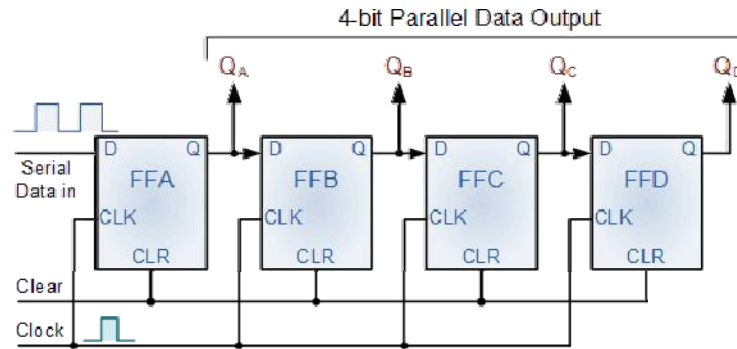 4-bit Parallel Data Output
QA QB QC
D Q D Q D Q D Q
Serial
Data in
FFA FFB FFC FFD
CLK CLK CLK CLK
CLR CLR CLR CLR
Clear
Clock